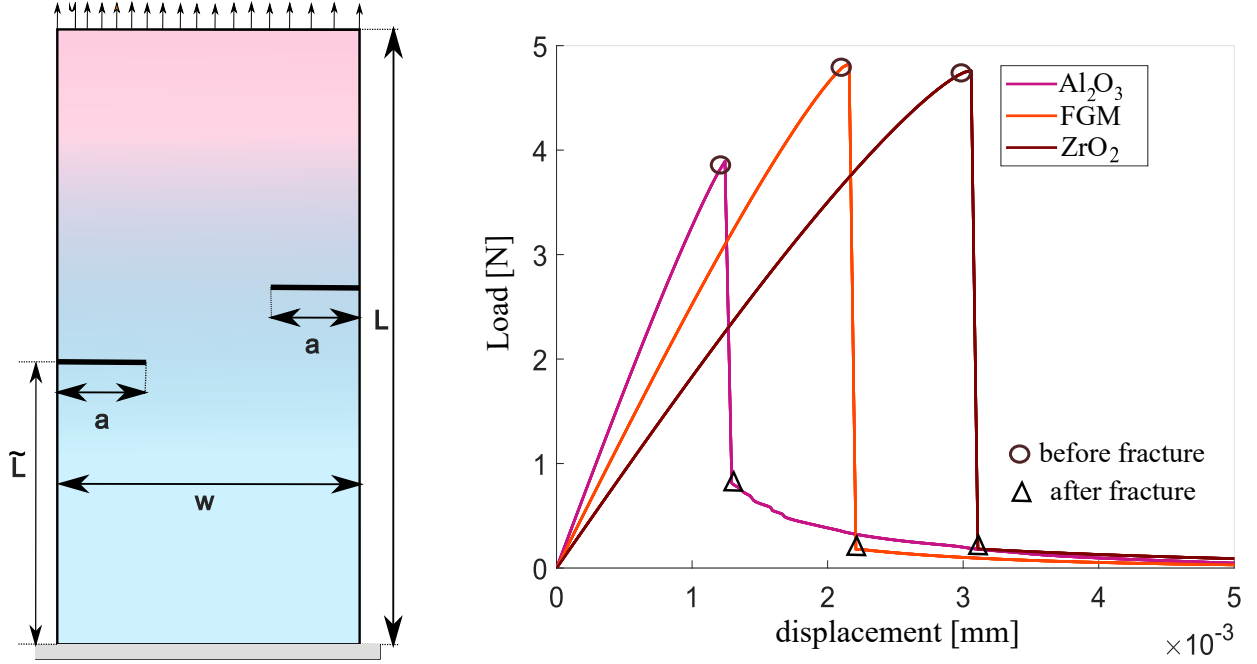 a
L
a
L̃
w
5
4
3
2
1
0
Load [N]
Al₂O₃
FGM
ZrO₂
before fracture
after fracture
0 1 2 3 4 5
displacement [mm]
×10⁻³